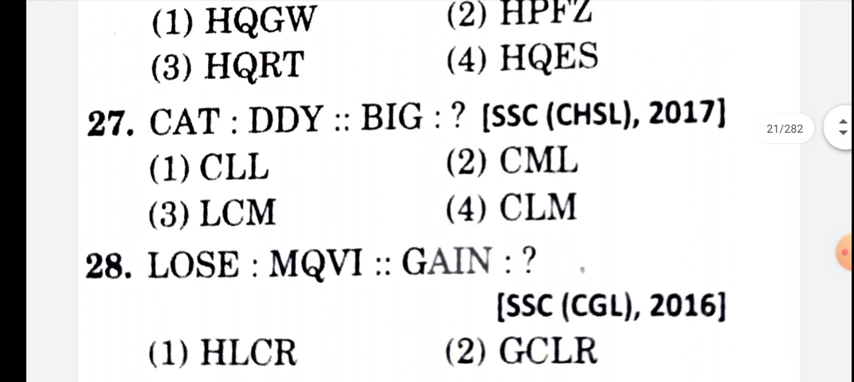 (1) HQGW (2) HPFZ
(3) HQRT (4) HQES
27. CAT : DDY :: BIG : ? [SSC (CHSL), 2017]
21/282
(1) CLL (2) CML
(3) LCM (4) CLM
28. LOSE : MQVI :: GAIN : ?
[SSC (CGL), 2016]
(1) HLCR (2) GCLR